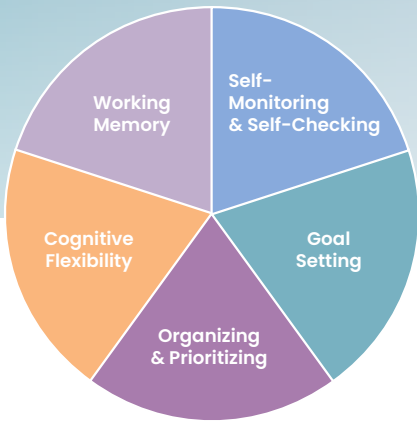 Self-
Monitoring
& Self-Checking
Working
Memory
Goal
Setting
Cognitive
Flexibility
Organizing
& Prioritizing